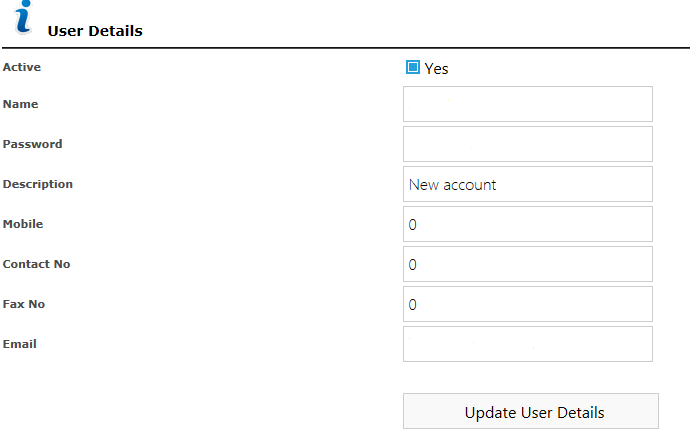 User Details
Active Yes
Name
Password
Description New account
Mobile 0
Contact No 0
Fax No 0
Email
Update User Details